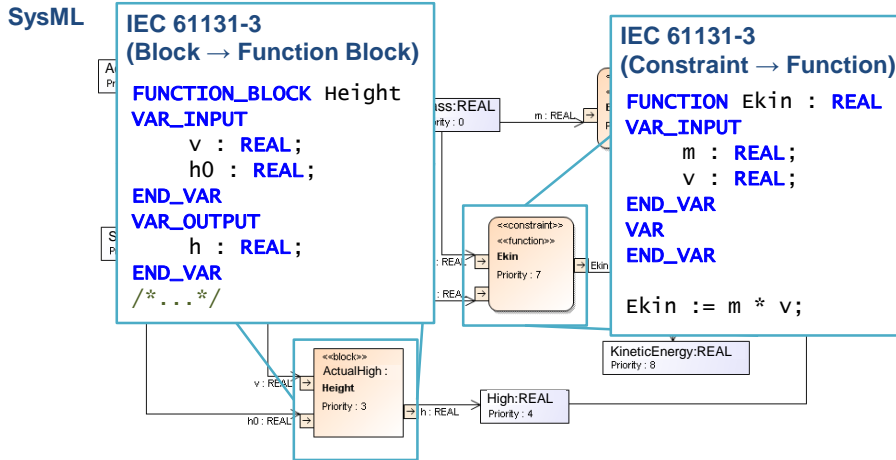 SysML
IEC 61131-3
(Block → Function Block)
FUNCTION_BLOCK Height
VAR_INPUT
v : REAL;
h0 : REAL;
END_VAR
VAR_OUTPUT
h : REAL;
END_VAR
/*...*/
IEC 61131-3
(Constraint → Function)
FUNCTION Ekin : REAL
VAR_INPUT
m : REAL;
v : REAL;
END_VAR
VAR
END_VAR
Ekin := m * v;
ass:REAL
Priority : 0
m : REAL
<<constraint>>
<<function>>
Ekin
Priority : 7
Ekin
KineticEnergy:REAL
Priority : 8
<<block>>
ActualHigh :
Height
Priority : 3
v : REAL
h0 : REAL
h : REAL
High:REAL
Priority : 4